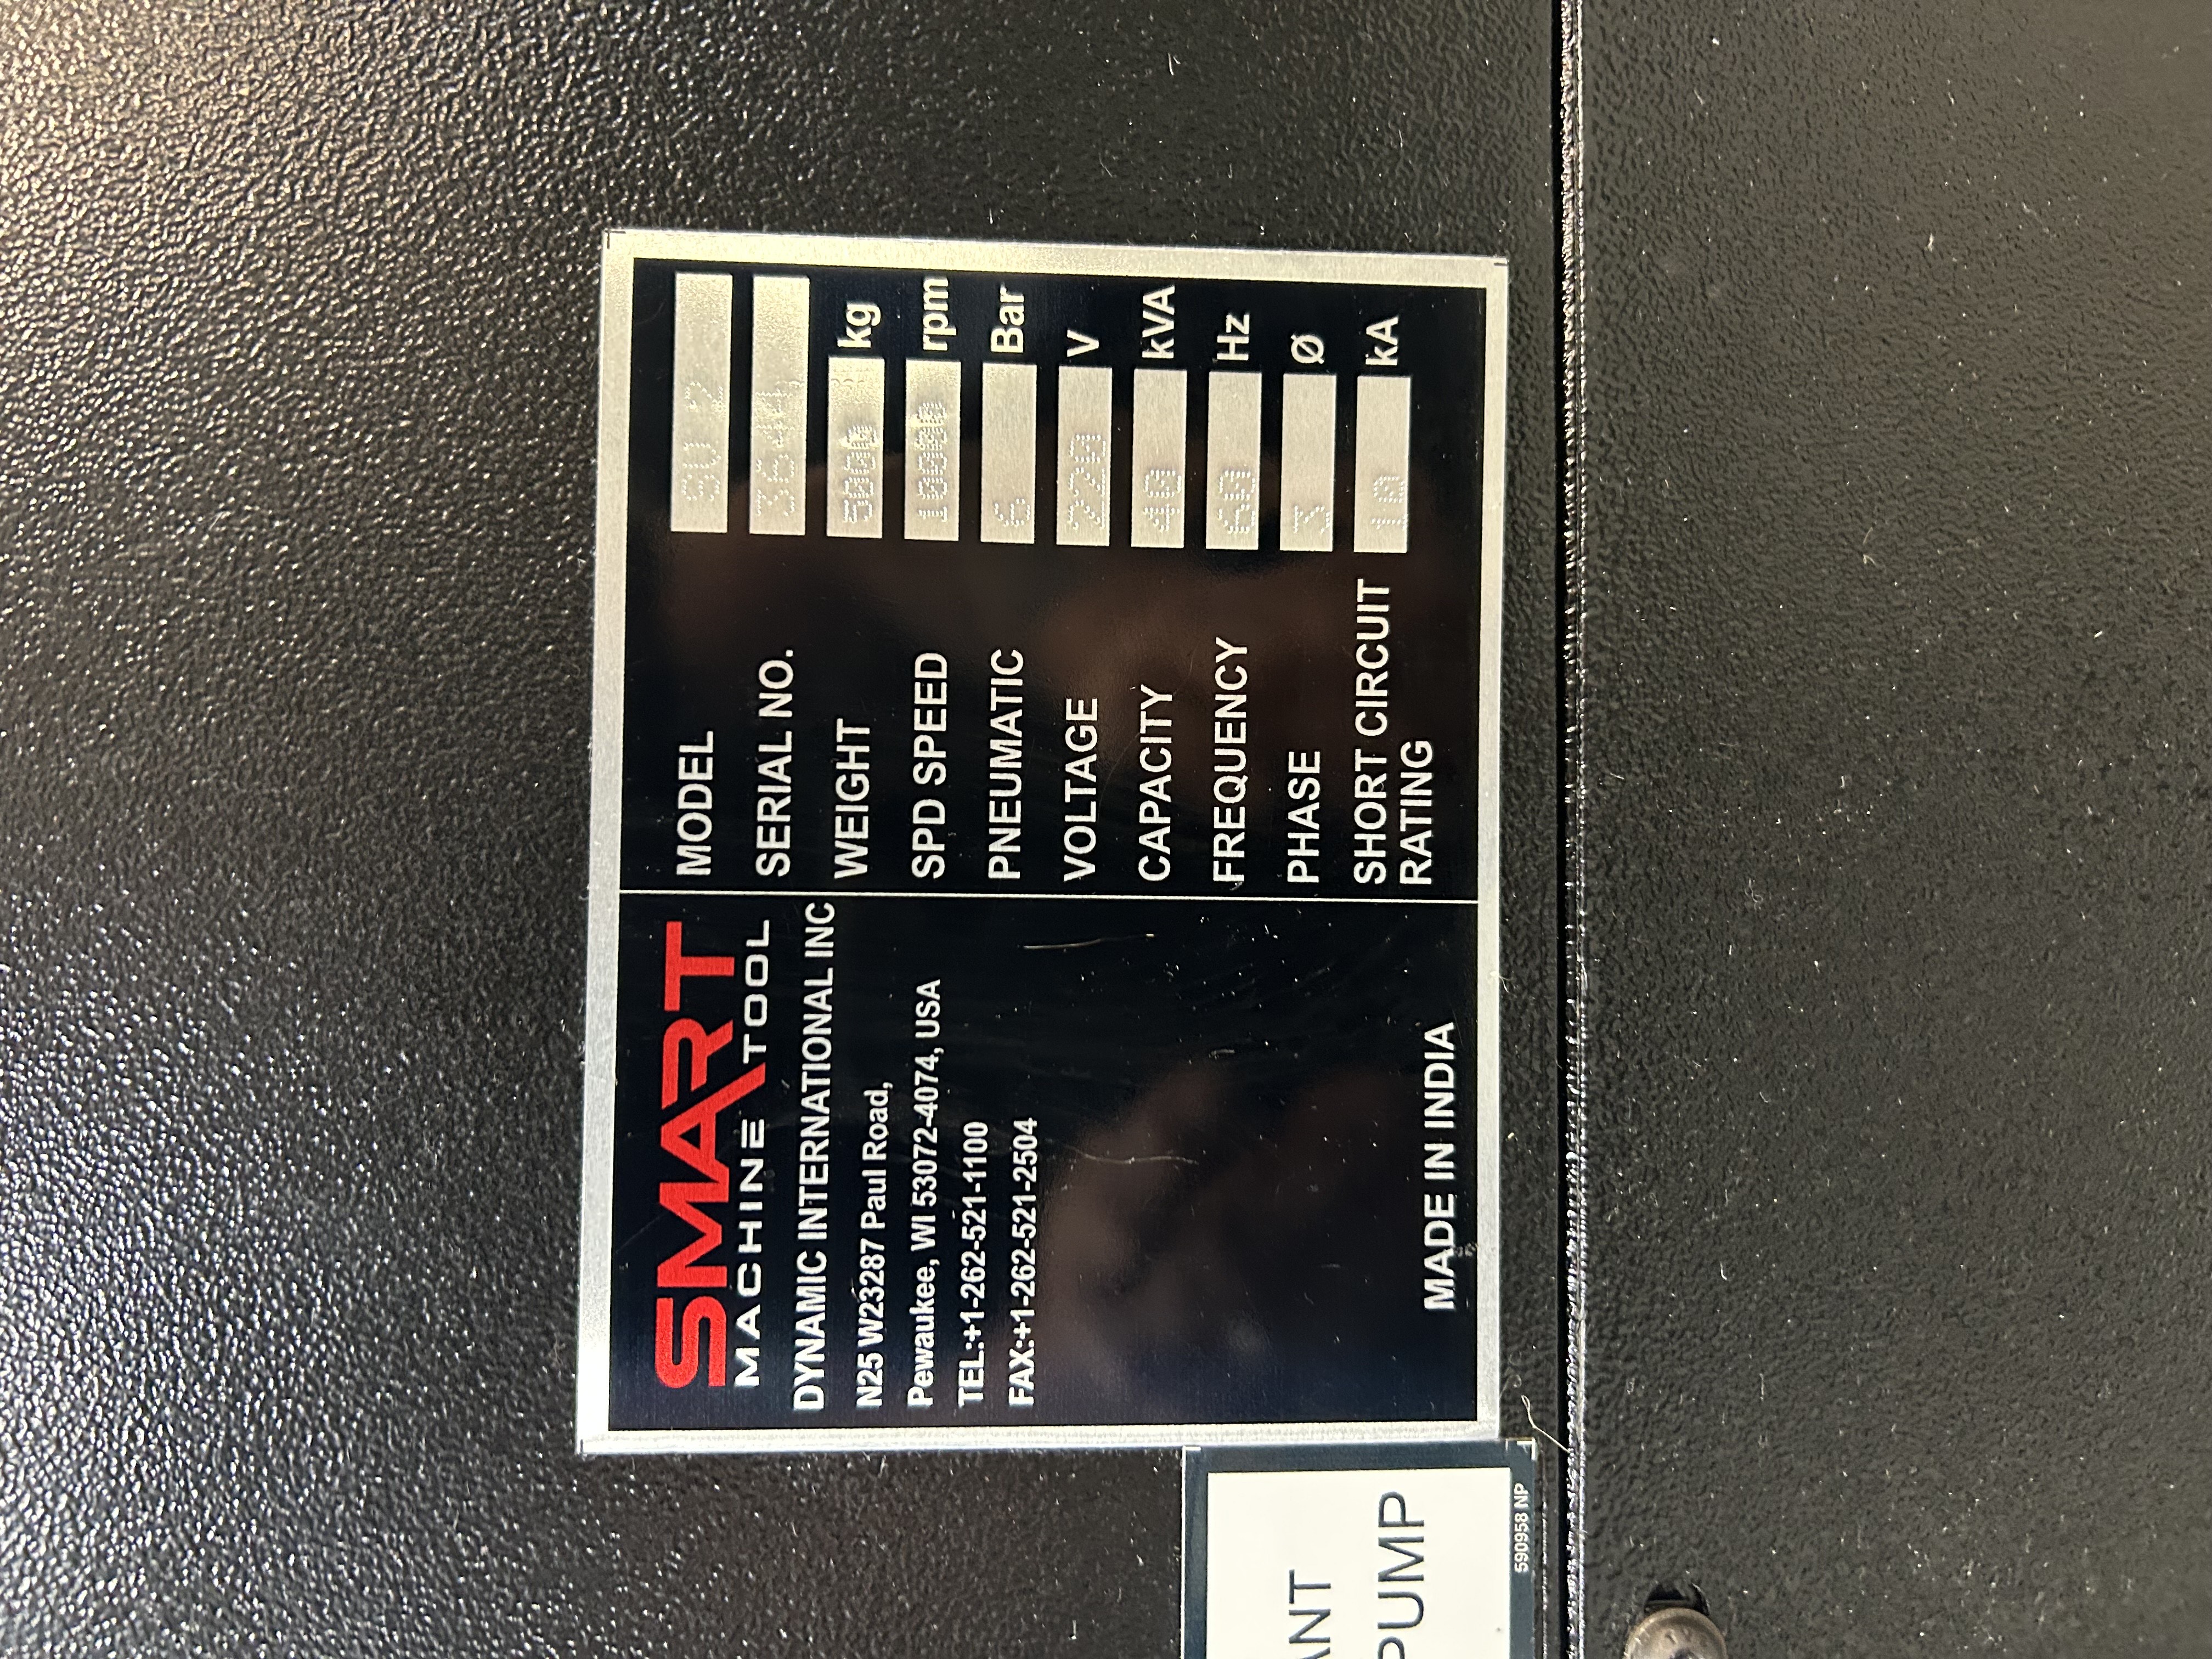 SMART
MACHINE TOOL
DYNAMIC INTERNATIONAL INC
N25 W23287 Paul Road,
Pewaukee, WI 53072-4074, USA
TEL.:+1-262-521-1100
FAX:+1-262-521-2504
MADE IN INDIA
MODEL
SERIAL NO.
WEIGHT 5000 kg
SPD SPEED 10000 rpm
PNEUMATIC 6 Bar
VOLTAGE 220 V
CAPACITY 40 kVA
FREQUENCY 60 Hz
PHASE 3 Ø
SHORT CIRCUIT 10 kA
RATING
ANT
PUMP
590958 NP